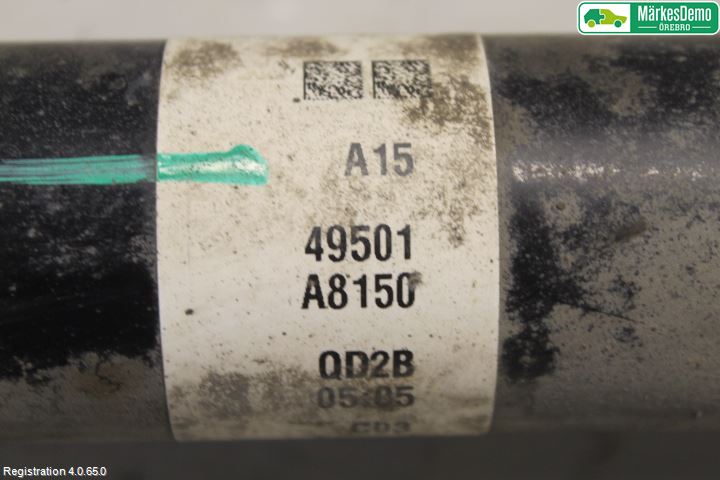 MärkesDemo
ÖREBRO
A15
49501
A8150
QD2B
05:05
Registration 4.0.65.0